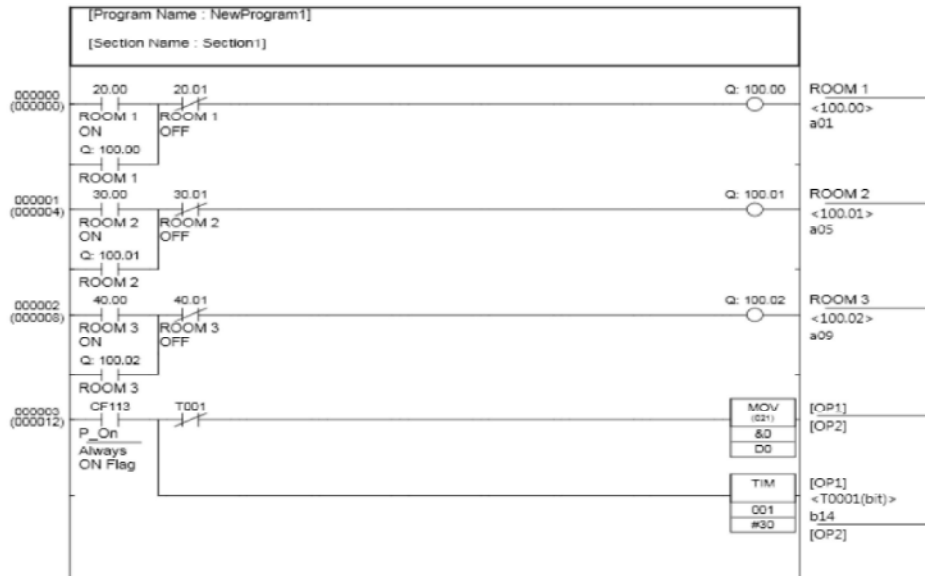 [Program Name : NewProgram1]
[Section Name : Section1]
000000
(000000)
20.00
20.01
Q: 100.00
ROOM 1
ROOM 1
ON
ROOM 1
OFF
<100.00>
a01
Q: 100.00
ROOM 1
000001
(000004)
30.00
30.01
Q: 100.01
ROOM 2
ROOM 2
ON
ROOM 2
OFF
<100.01>
a05
Q: 100.01
ROOM 2
000002
(000008)
40.00
40.01
Q: 100.02
ROOM 3
ROOM 3
ON
ROOM 3
OFF
<100.02>
a09
Q: 100.02
ROOM 3
000003
(000012)
CF113
T001
P_On
Always
ON Flag
MOV
(021)
&0
D0
[OP1]
[OP2]
TIM
001
#30
[OP1]
<T0001(bit)>
b14
[OP2]